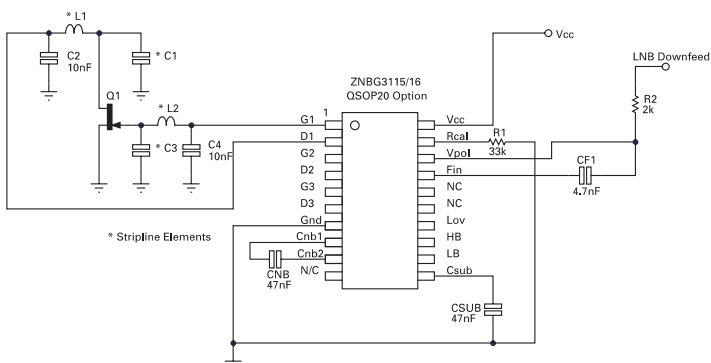 * L1
C2
10nF
* C1
Vcc
LNB Downfeed
ZNBG3115/16
QSOP20 Option
Q1
* L2
R2
2k
* C3
C4
10nF
1
G1
D1
G2
D2
G3
D3
Gnd
Cnb1
Cnb2
N/C
Vcc
Rcal
Vpol
Fin
NC
NC
Lov
HB
LB
Csub
R1
33k
CF1
4.7nF
* Stripline Elements
CNB
47nF
CSUB
47nF